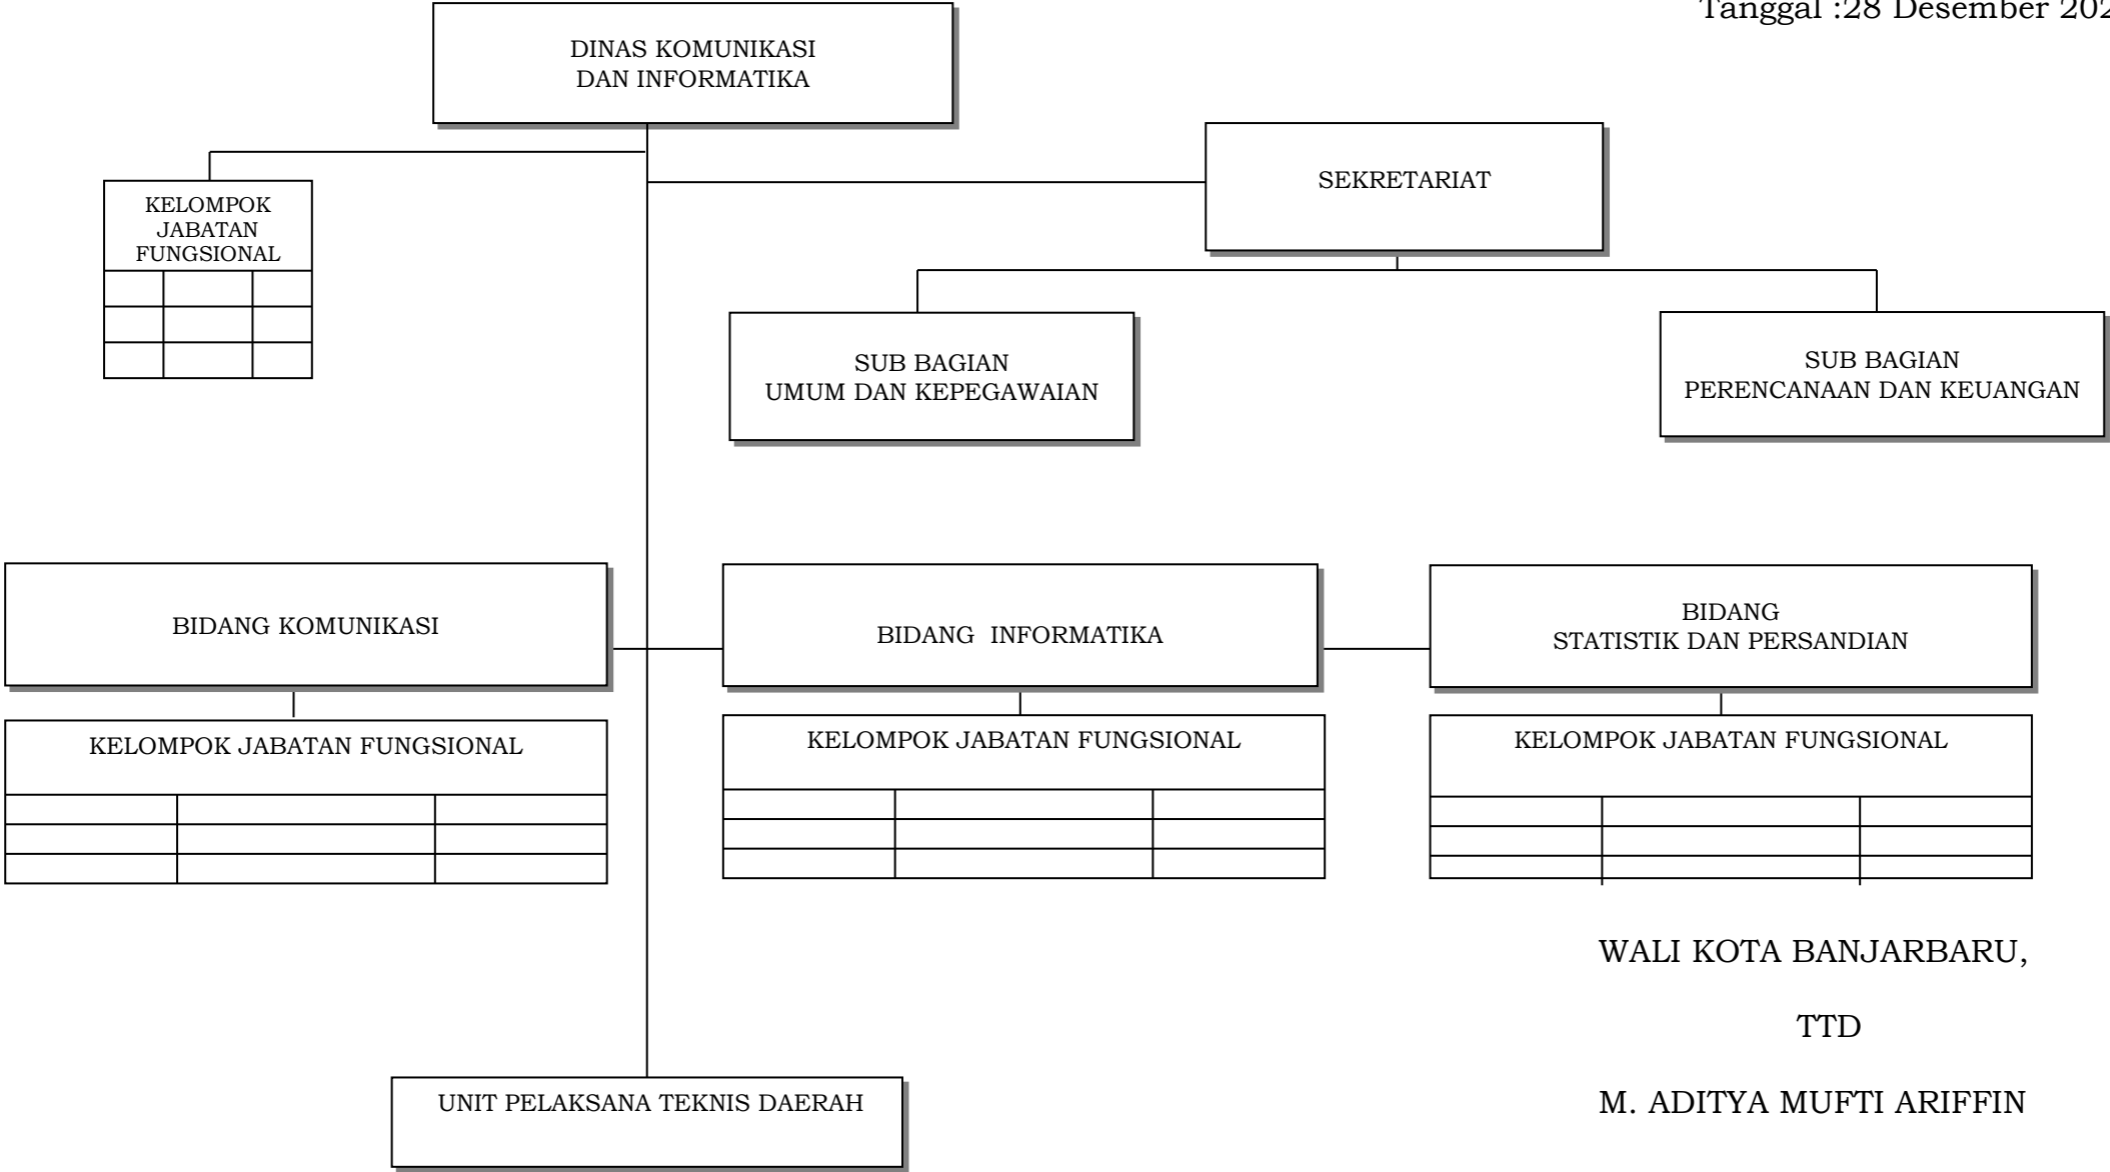 Tanggal :28 Desember 202
DINAS KOMUNIKASI
DAN INFORMATIKA
SEKRETARIAT
KELOMPOK
JABATAN
FUNGSIONAL
SUB BAGIAN
UMUM DAN KEPEGAWAIAN
SUB BAGIAN
PERENCANAAN DAN KEUANGAN
BIDANG KOMUNIKASI
BIDANG INFORMATIKA
BIDANG
STATISTIK DAN PERSANDIAN
KELOMPOK JABATAN FUNGSIONAL
KELOMPOK JABATAN FUNGSIONAL
KELOMPOK JABATAN FUNGSIONAL
WALI KOTA BANJARBARU,
TTD
M. ADITYA MUFTI ARIFFIN
UNIT PELAKSANA TEKNIS DAERAH